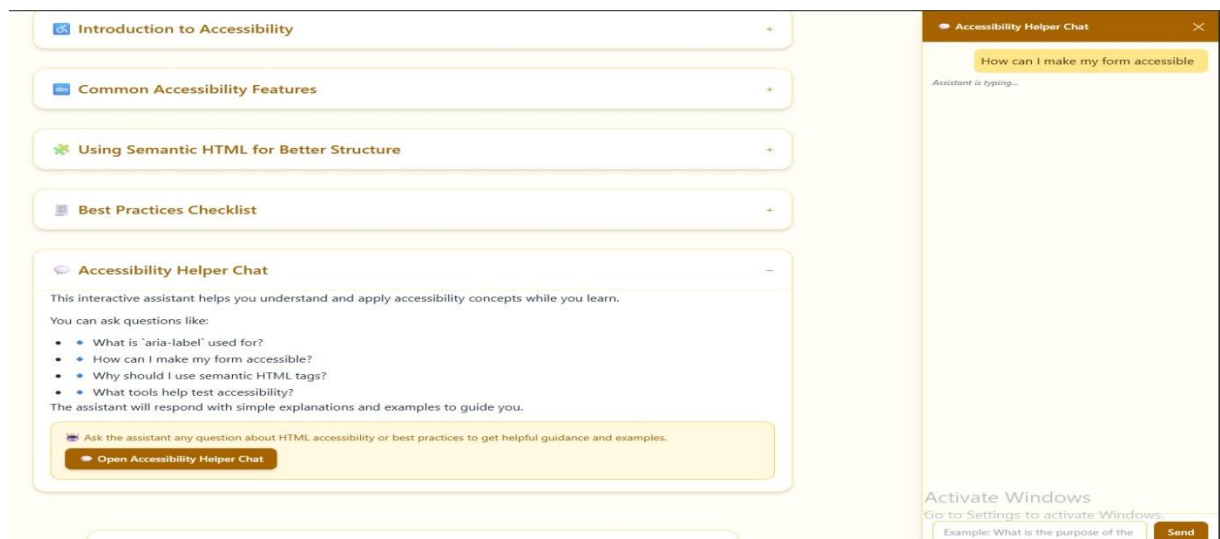 Introduction to Accessibility
+
Common Accessibility Features
+
Using Semantic HTML for Better Structure
+
Best Practices Checklist
+
Accessibility Helper Chat
−
This interactive assistant helps you understand and apply accessibility concepts while you learn.
You can ask questions like:
• What is `aria-label` used for?
• How can I make my form accessible?
• Why should I use semantic HTML tags?
• What tools help test accessibility?
The assistant will respond with simple explanations and examples to guide you.
Ask the assistant any question about HTML accessibility or best practices to get helpful guidance and examples.
Open Accessibility Helper Chat
Accessibility Helper Chat
How can I make my form accessible
Assistant is typing...
Activate Windows
Go to Settings to activate Windows.
Example: What is the purpose of the
Send